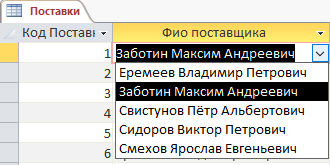 Поставки
Код Поставк Фио поставщика
1 Заботин Максим Андреевич
2 Еремеев Владимир Петрович
3 Заботин Максим Андреевич
4 Свистунов Пётр Альбертович
5 Сидоров Виктор Петрович
6 Смехов Ярослав Евгеньевич